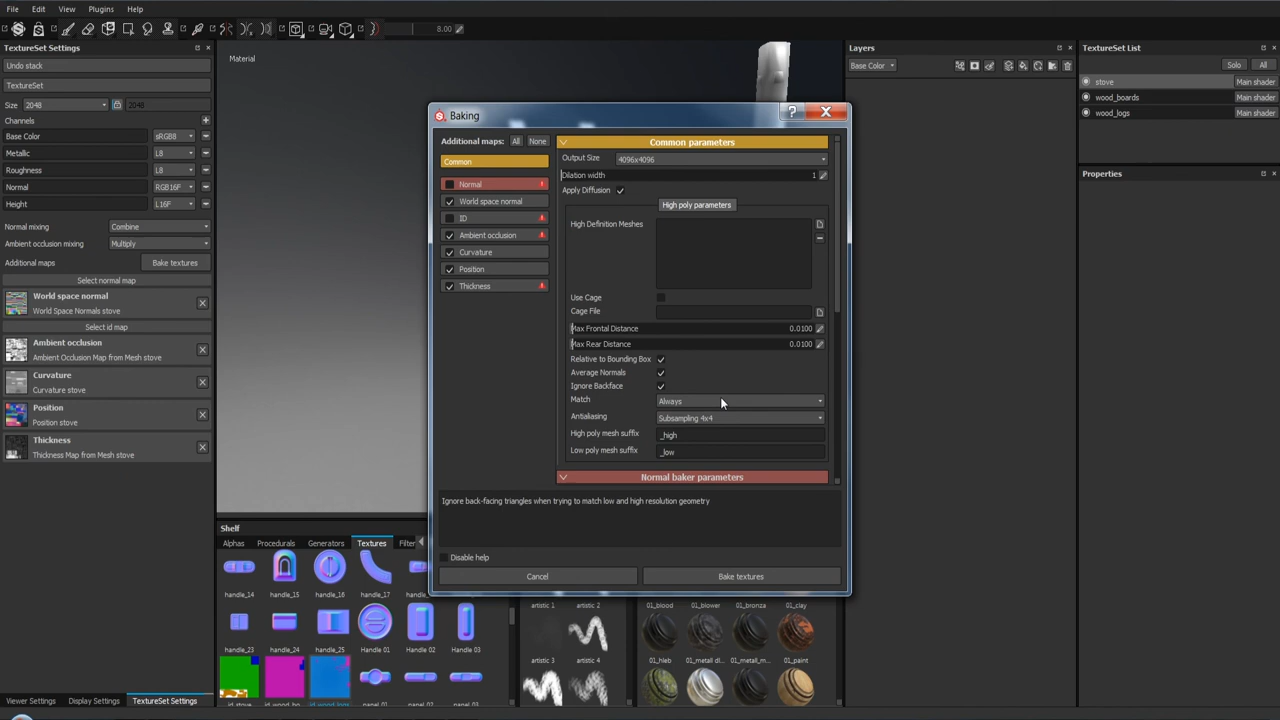 File Edit View Plugins Help
8.00
TextureSet Settings
Undo stack
TextureSet
Size 2048 2048
Channels
Base Color sRGB8
Metallic L8
Roughness L8
Normal RGB16F
Height L16F
Normal mixing Combine
Ambient occlusion mixing Multiply
Additional maps Bake textures
Select normal map
World space normal
World Space Normals stove
Select id map
Ambient occlusion
Ambient Occlusion Map from Mesh stove
Curvature
Curvature stove
Position
Position stove
Thickness
Thickness Map from Mesh stove
Viewer Settings Display Settings TextureSet Settings
Material
Baking
Additional maps: All None
Common
Normal
World space normal
ID
Ambient occlusion
Curvature
Position
Thickness
Common parameters
Output Size 4096x4096
Dilation width 1
Apply Diffusion
High poly parameters
High Definition Meshes
Use Cage
Cage File
Max Frontal Distance 0.0100
Max Rear Distance 0.0100
Relative to Bounding Box
Average Normals
Ignore Backface
Match Always
Antialiasing Subsampling 4x4
High poly mesh suffix _high
Low poly mesh suffix _low
Normal baker parameters
Ignore back-facing triangles when trying to match low and high resolution geometry
Disable help
Cancel Bake textures
Shelf
Alphas Procedurals Generators Textures Filter
handle_14 handle_15 handle_16 handle_17
handle_23 handle_24 handle_25 Handle 01 Handle 02 Handle 03
id_stove id_wood_bo id_wood_logs panel_01 panel_02 panel_03
artistic 1 artistic 2
artistic 3 artistic 4
01_blood 01_blower 01_bronza 01_clay
01_hleb 01_metall dl... 01_metall_m... 01_paint
Layers
Base Color
TextureSet List
Solo All
stove Main shader
wood_boards Main shader
wood_logs Main shader
Properties